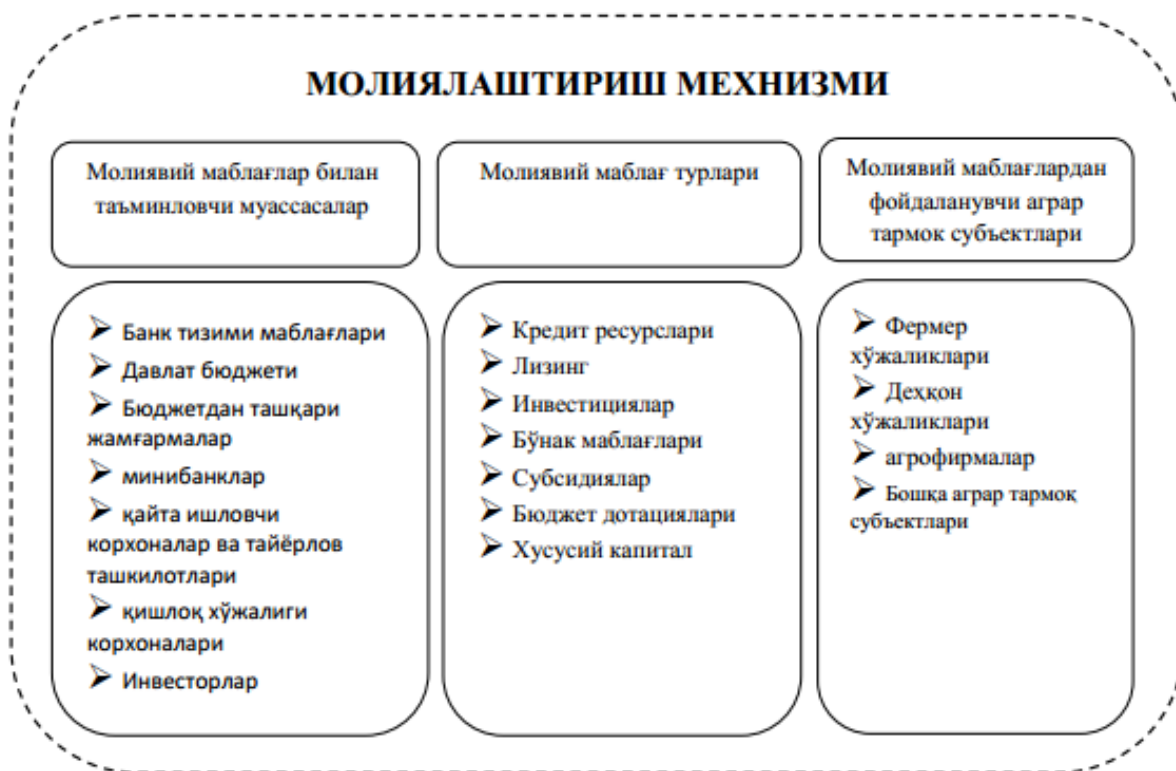 МОЛИЯЛАШТИРИШ МЕХНИЗМИ
Молиявий маблағлар билан
таъминловчи муассасалар
Молиявий маблағ турлари
Молиявий маблағлардан
фойдаланувчи аграр
тармок субъектлари
➢ Банк тизими маблағлари
➢ Давлат бюджети
➢ Бюджетдан ташқари
жамғармалар
➢ минибанклар
➢ қайта ишловчи
корхоналар ва тайёрлов
ташкилотлари
➢ қишлоқ хўжалиги
корхоналари
➢ Инвесторлар
➢ Кредит ресурслари
➢ Лизинг
➢ Инвестициялар
➢ Бўнак маблағлари
➢ Субсидиялар
➢ Бюджет дотациялари
➢ Хусусий капитал
➢ Фермер
хўжаликлари
➢ Деҳқон
хўжаликлари
➢ агрофирмалар
➢ Бошқа аграр тармоқ
субъектлари